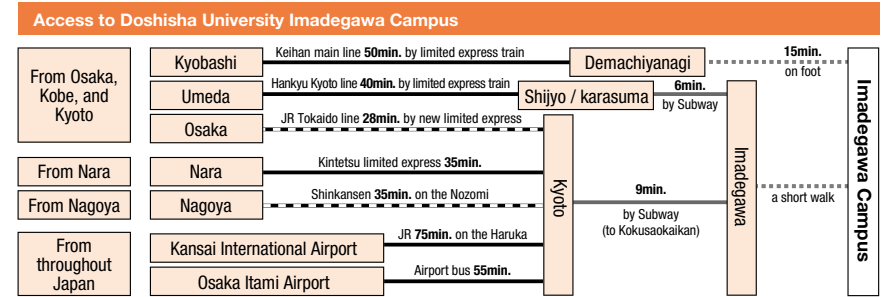 Access to Doshisha University Imadegawa Campus
From Osaka,
Kobe, and
Kyoto
Kyobashi
Keihan main line 50min. by limited express train
Demachiyanagi
15min.
on foot
Umeda
Hankyu Kyoto line 40min. by limited express train
Shijyo / karasuma
6min.
by Subway
Osaka
JR Tokaido line 28min. by new limited express
From Nara
Nara
Kintetsu limited express 35min.
From Nagoya
Nagoya
Shinkansen 35min. on the Nozomi
From
throughout
Japan
Kansai International Airport
JR 75min. on the Haruka
Osaka Itami Airport
Airport bus 55min.
Kyoto
9min.
by Subway
(to Kokusaokaikan)
Imadegawa
a short walk
Imadegawa Campus